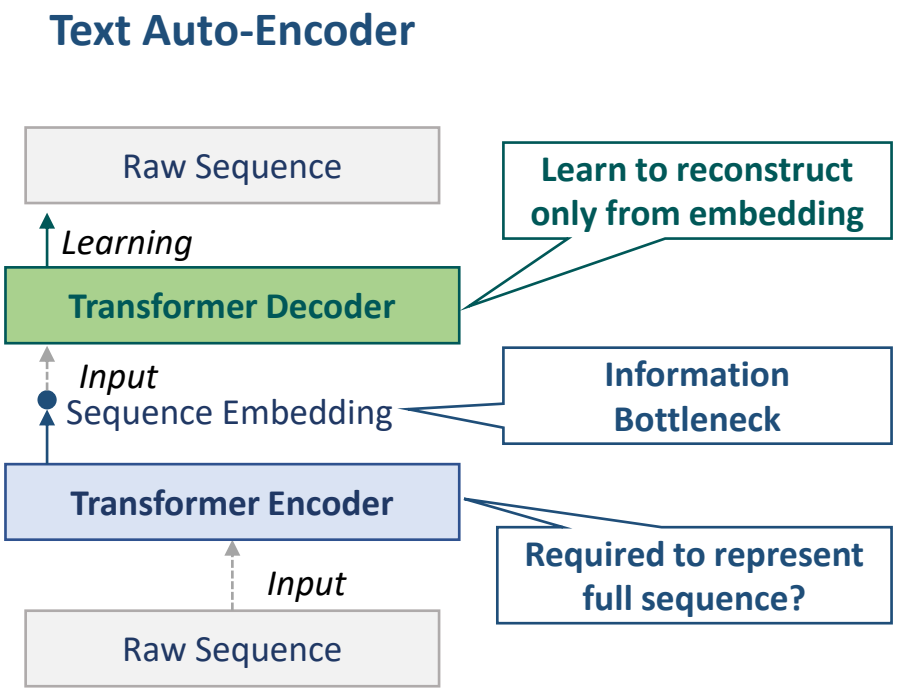 Text Auto-Encoder
Raw Sequence
Learn to reconstruct
only from embedding
Learning
Transformer Decoder
Input
Sequence Embedding
Information
Bottleneck
Transformer Encoder
Required to represent
full sequence?
Input
Raw Sequence